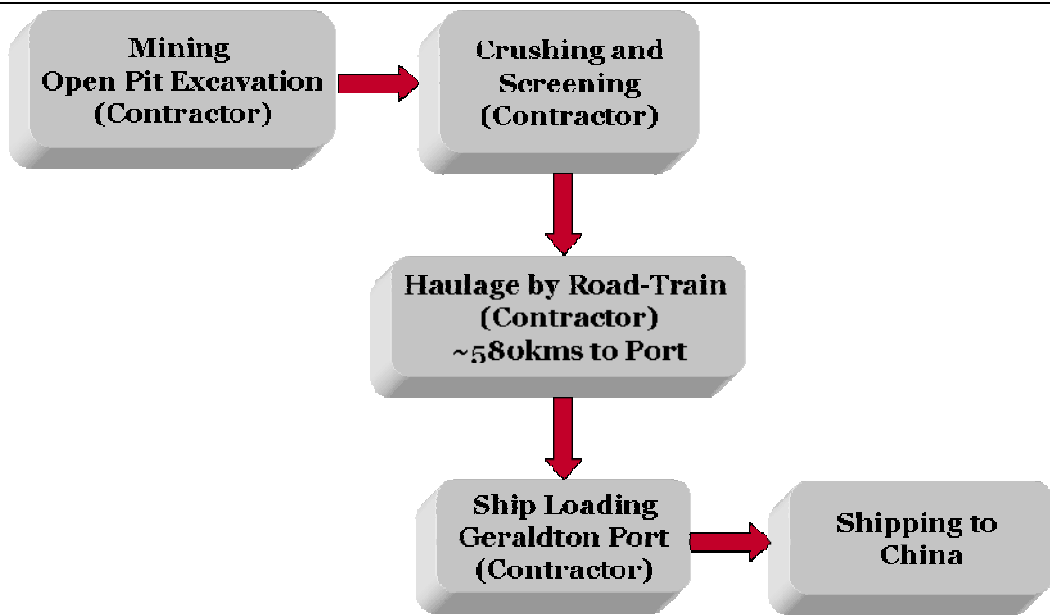 Mining
Open Pit Excavation
(Contractor)
Crushing and
Screening
(Contractor)
Haulage by Road-Train
(Contractor)
~580kms to Port
Ship Loading
Geraldton Port
(Contractor)
Shipping to
China